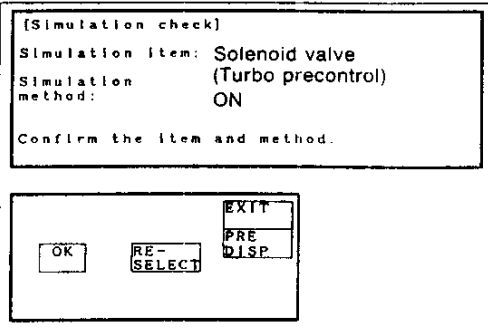 [Simulation check]
Simulation item: Solenoid valve
(Turbo precontrol)
Simulation
method: ON
Confirm the item and method.
EXIT
PRE
DISP
OK
RE-
SELECT